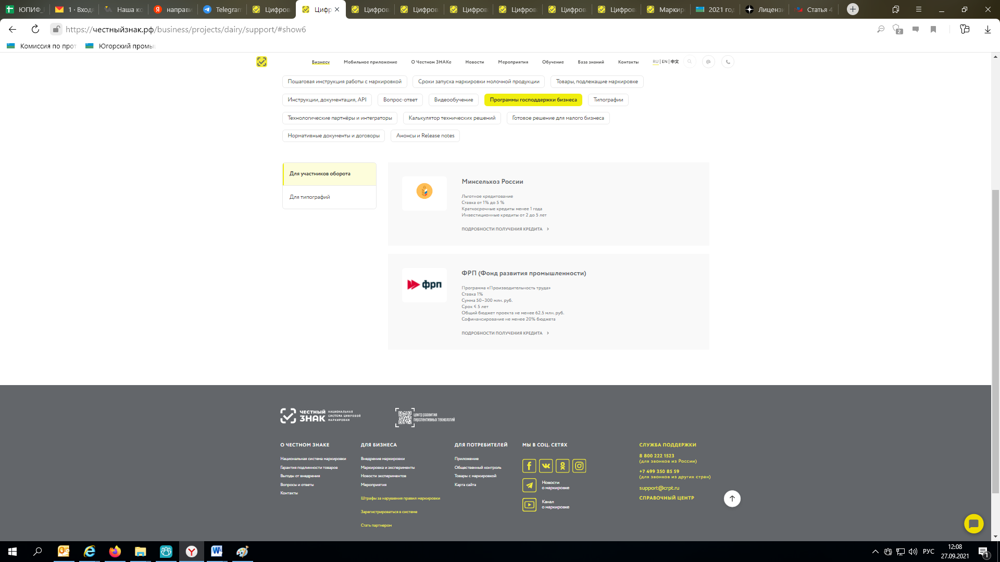 ЮПИФ_
1 · Вход
Наша ко
направи
Telegram
Цифров
Цифр
Цифров
Цифров
Цифров
Цифров
Цифров
Цифров
Маркир
2021 год
Лиценз
Статья 4
https://честныйзнак.рф/business/projects/dairy/support/#show6
2
Комиссия по прот
Югорский промы
Бизнесу
Мобильное приложение
О Честном ЗНАКе
Новости
Мероприятия
Обучение
База знаний
Контакты
RU | EN | 中文
Пошаговая инструкция работы с маркировкой
Сроки запуска маркировки молочной продукции
Товары, подлежащие маркировке
Инструкции, документация, API
Вопрос-ответ
Видеообучение
Программы господдержки бизнеса
Типографии
Технологические партнёры и интеграторы
Калькулятор технических решений
Готовое решение для малого бизнеса
Нормативные документы и договоры
Анонсы и Release notes
Для участников оборота
Для типографий
Минсельхоз России
Льготное кредитование
Ставка от 1% до 5 %
Краткосрочные кредиты менее 1 года
Инвестиционные кредиты от 2 до 5 лет
ПОДРОБНОСТИ ПОЛУЧЕНИЯ КРЕДИТА
фрп
ФРП (Фонд развития промышленности)
Программа «Производительность труда»
Ставка 1%
Сумма 50–300 млн. руб.
Срок ≤ 5 лет
Общий бюджет проекта не менее 62.5 млн. руб.
Софинансирование не менее 20% бюджета
ПОДРОБНОСТИ ПОЛУЧЕНИЯ КРЕДИТА
ЧЕСТНЫЙ
ЗНАК
НАЦИОНАЛЬНАЯ
СИСТЕМА ЦИФРОВОЙ
МАРКИРОВКИ
центр развития
перспективных технологий
О ЧЕСТНОМ ЗНАКЕ
Национальная система маркировки
Гарантия подлинности товаров
Выгоды от внедрения
Вопросы и ответы
Контакты
ДЛЯ БИЗНЕСА
Внедрение маркировки
Маркировка и эксперименты
Новости экспериментов
Мероприятия
Штрафы за нарушения правил маркировки
Зарегистрироваться в системе
Стать партнером
ДЛЯ ПОТРЕБИТЕЛЕЙ
Приложение
Общественный контроль
Товары с маркировкой
Карта сайта
МЫ В СОЦ. СЕТЯХ
Новости
о маркировке
Канал
о маркировке
СЛУЖБА ПОДДЕРЖКИ
8 800 222 1523
(для звонков из России)
+7 499 350 85 59
(для звонков из других стран)
support@crpt.ru
СПРАВОЧНЫЙ ЦЕНТР
РУС
12:08
27.09.2021
1